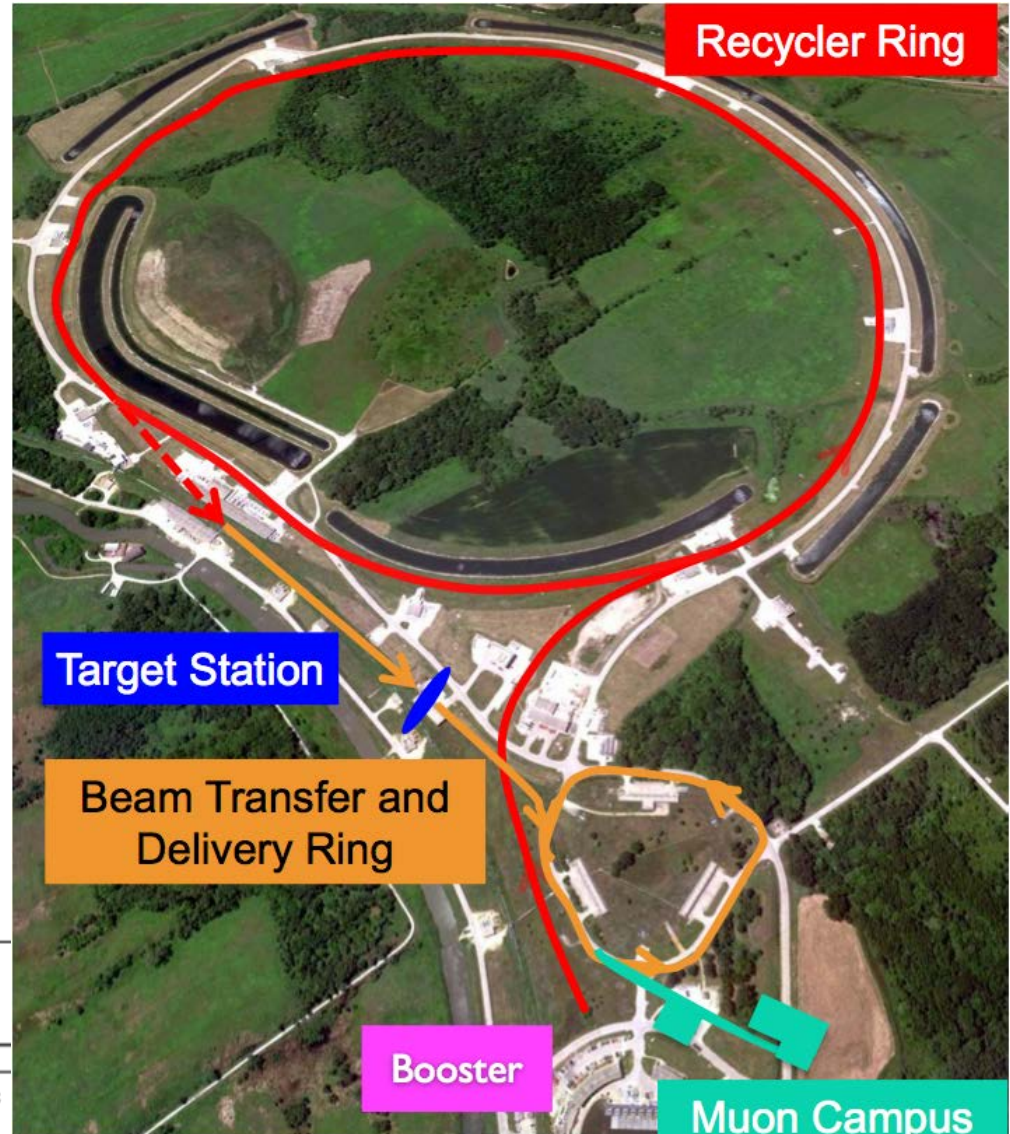 Recycler Ring
Target Station
Beam Transfer and
Delivery Ring
Booster
Muon Campus